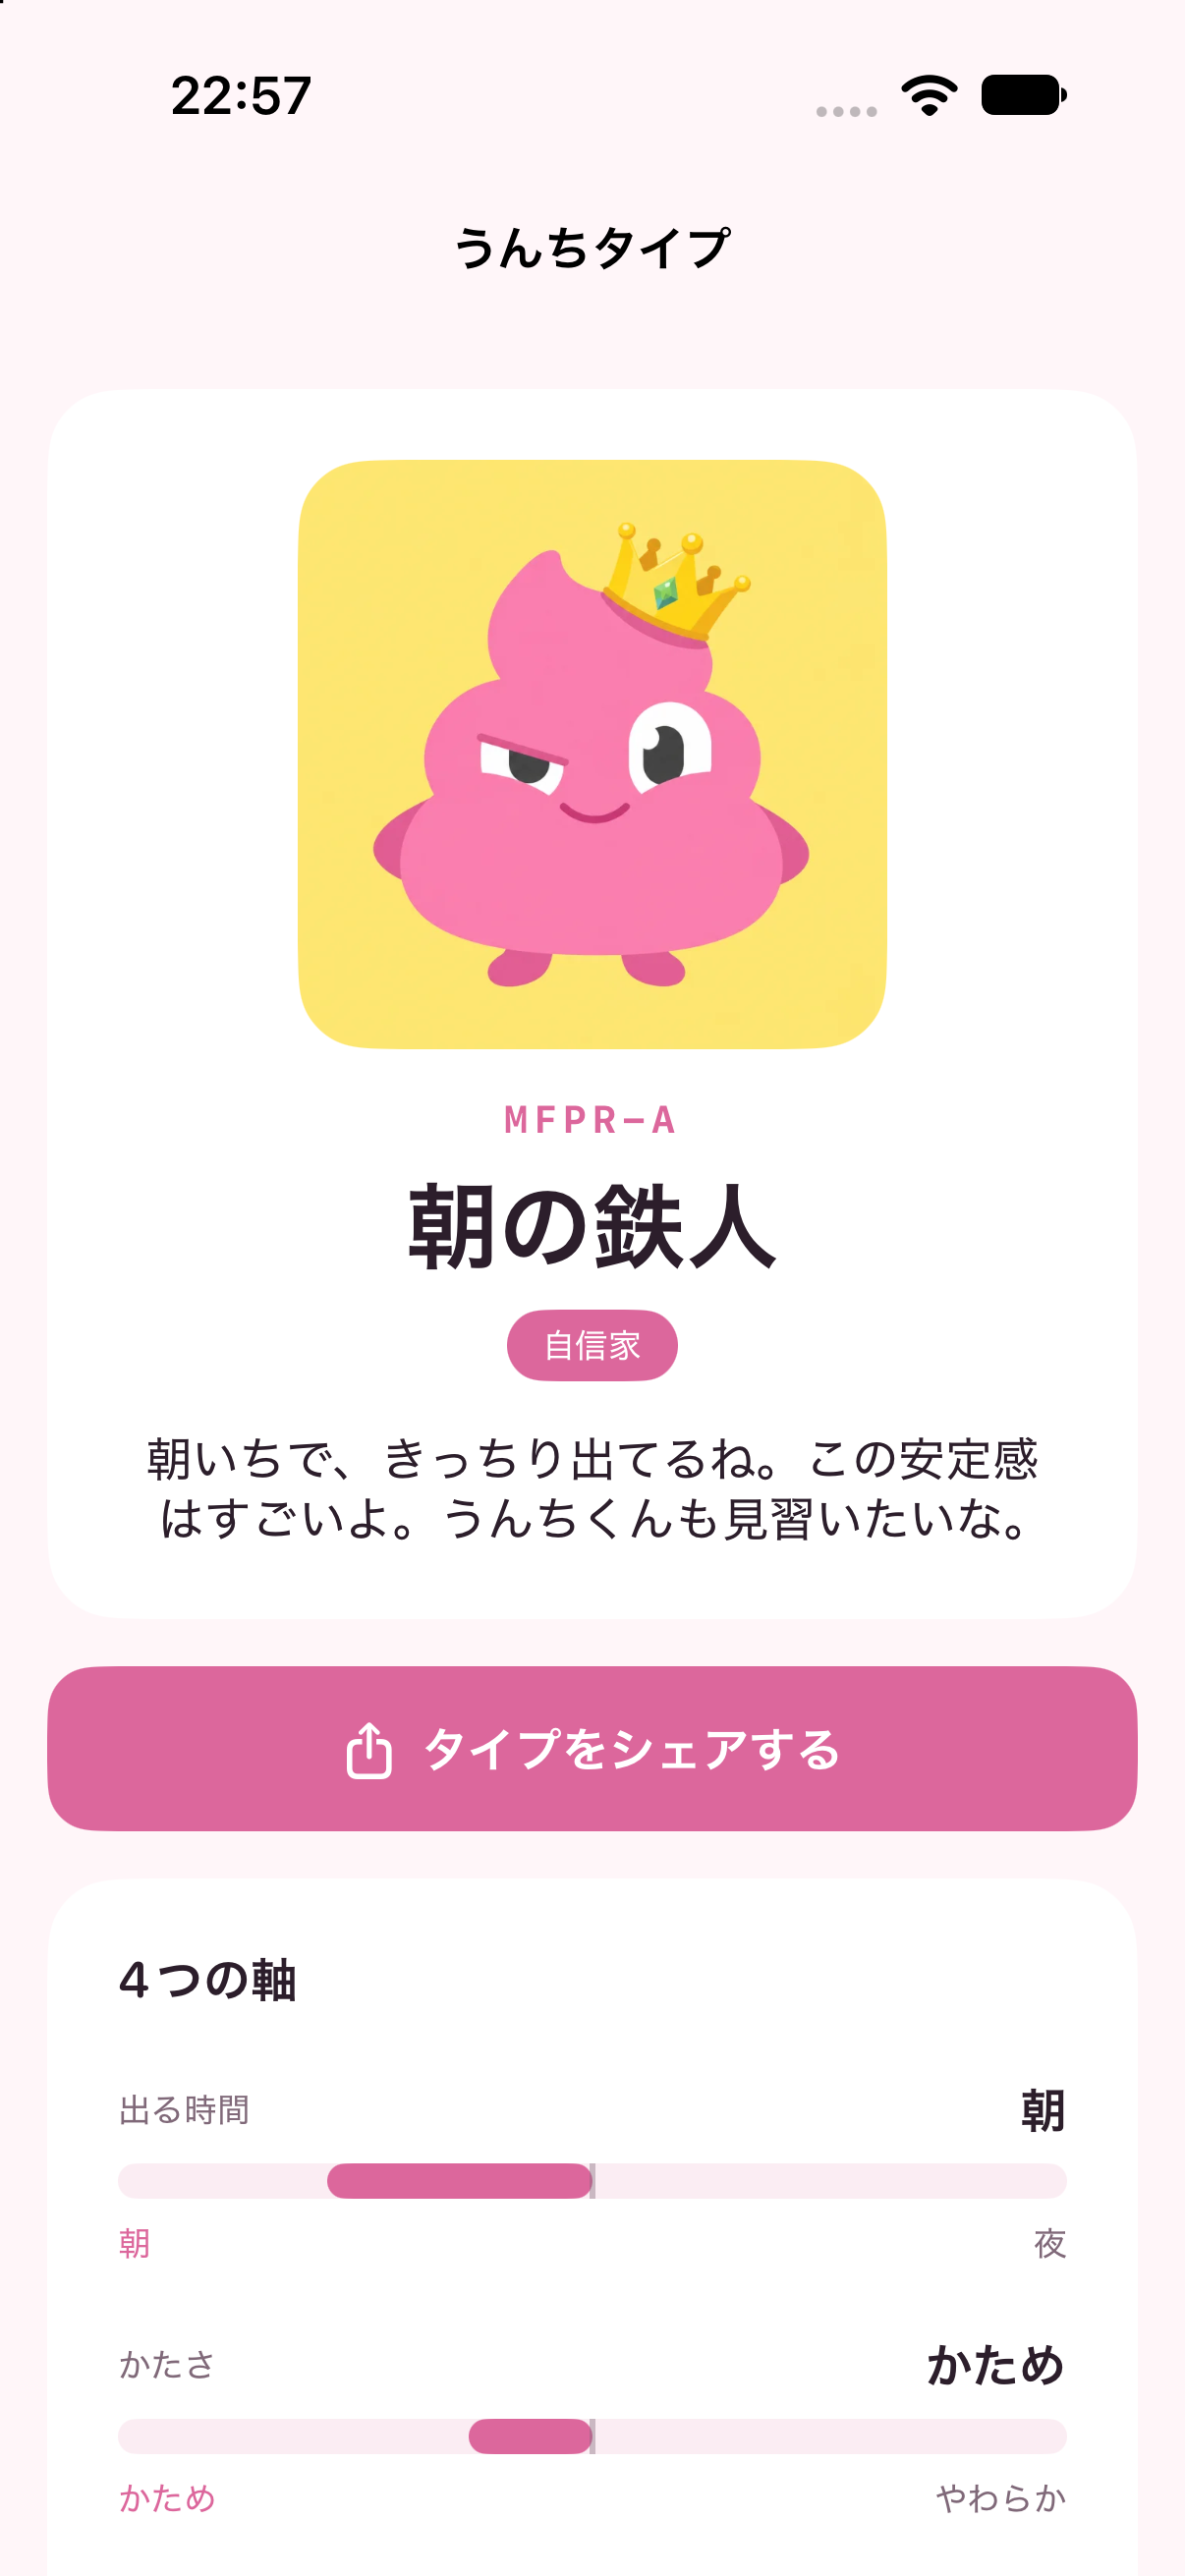 22:57
うんちタイプ
MFPR-A
朝の鉄人
自信家
朝いちで、きっちり出てるね。この安定感
はすごいよ。うんちくんも見習いたいな。
タイプをシェアする
4つの軸
出る時間 朝
朝 夜
かたさ かため
かため やわらか